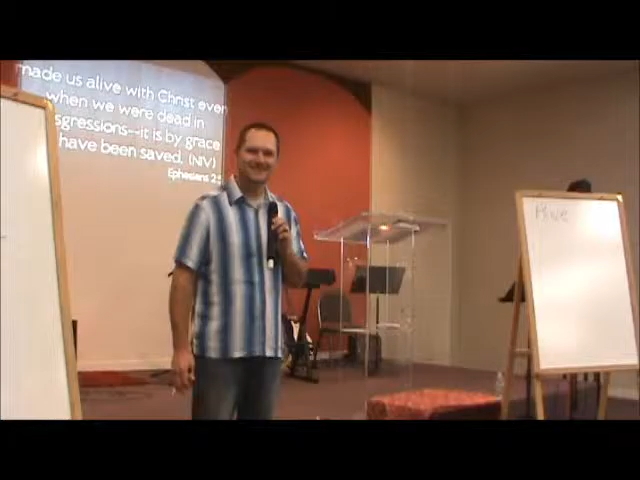 made us alive with Christ even
when we were dead in
sgressions--it is by grace
have been saved. (NIV)
Ephesians 2:5